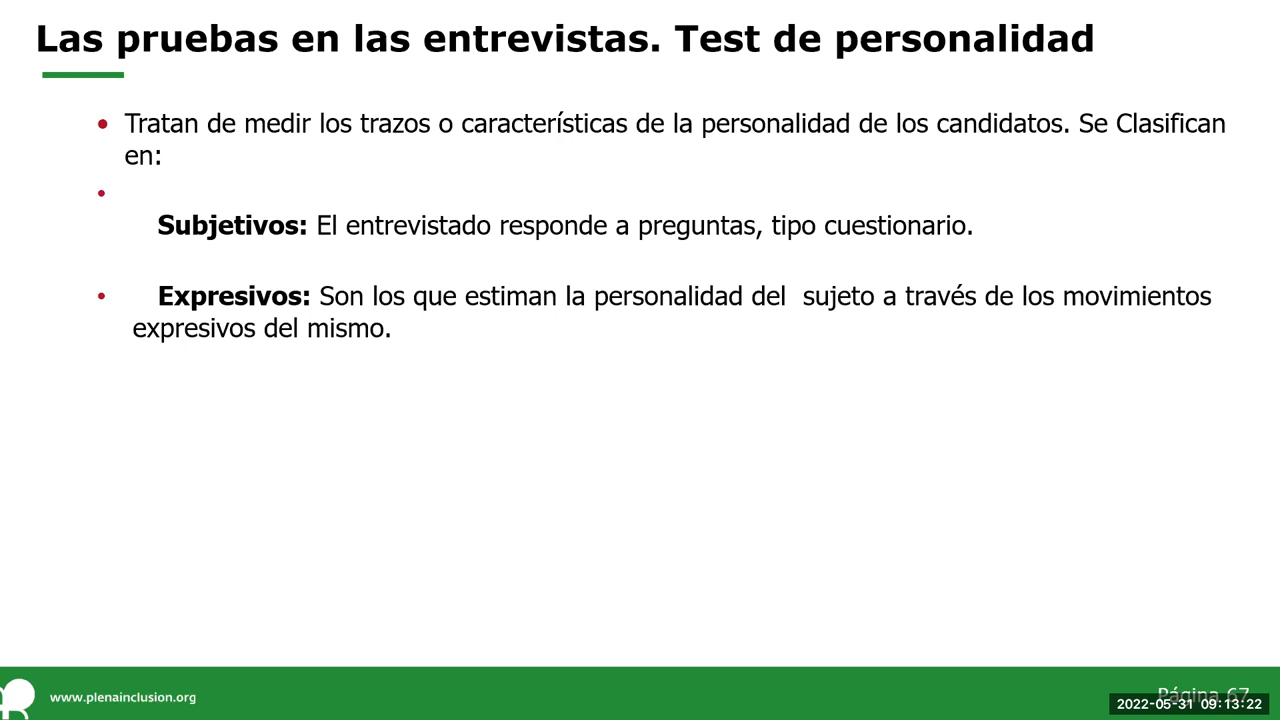 Las pruebas en las entrevistas. Test de personalidad
• Tratan de medir los trazos o características de la personalidad de los candidatos. Se Clasifican
en:
•
Subjetivos: El entrevistado responde a preguntas, tipo cuestionario.
• Expresivos: Son los que estiman la personalidad del  sujeto a través de los movimientos
expresivos del mismo.
www.plenainclusion.org
Página 67
2022-05-31 09:13:22